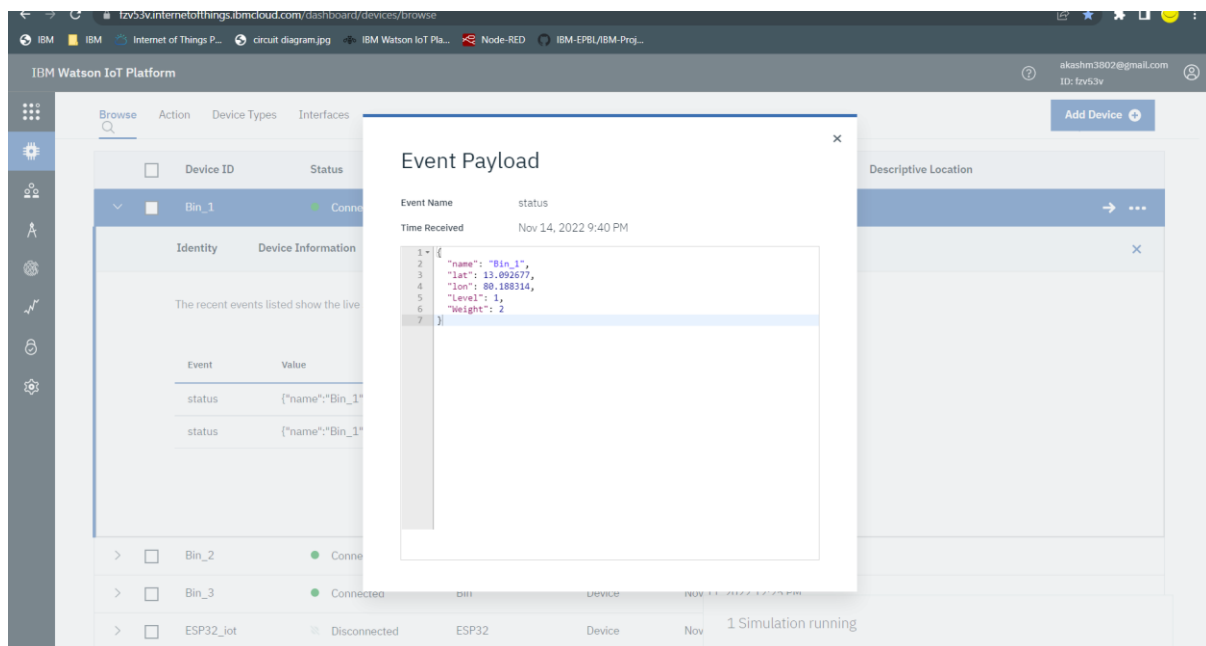 fzv53v.internetofthings.ibmcloud.com/dashboard/devices/browse
IBM IBM Internet of Things P... circuit diagram.jpg IBM Watson IoT Pla... Node-RED IBM-EPBL/IBM-Proj...
IBM Watson IoT Platform
akashm3802@gmail.com
ID: fzv53v
Browse Action Device Types Interfaces
Add Device
Device ID Status Descriptive Location
Bin_1 Conne
Identity Device Information
The recent events listed show the live
Event Value
status {"name":"Bin_1"
status {"name":"Bin_1"
Event Payload
Event Name status
Time Received Nov 14, 2022 9:40 PM
1 {
2 "name": "Bin_1",
3 "lat": 13.092677,
4 "lon": 80.188314,
5 "Level": 1,
6 "Weight": 2
7 }
Bin_2 Conne
Bin_3 Connected Bin Device
ESP32_iot Disconnected ESP32 Device Nov
1 Simulation running